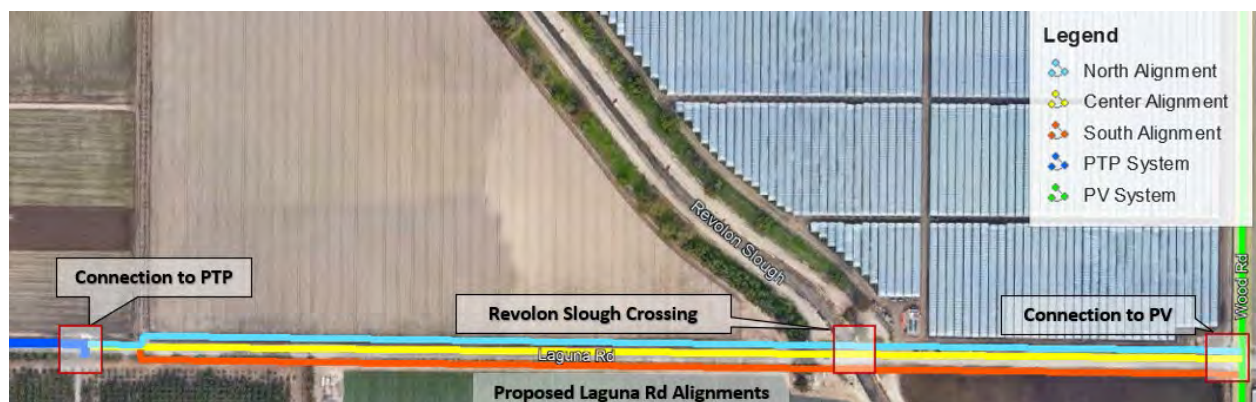 Legend
North Alignment
Center Alignment
South Alignment
PTP System
PV System
Revolon Slough
Wood Rd
Connection to PTP
Revolon Slough Crossing
Connection to PV
Laguna Rd
Proposed Laguna Rd Alignments